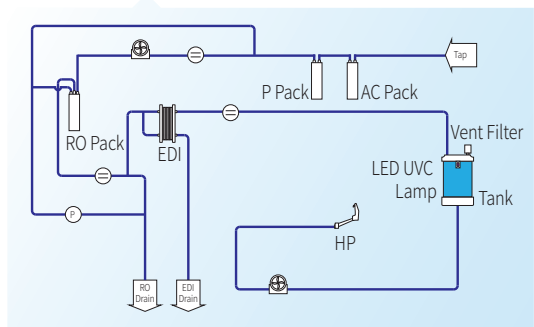 Tap
P Pack
AC Pack
RO Pack
EDI
Vent Filter
LED UVC
Lamp
Tank
P
HP
RO
Drain
EDI
Drain